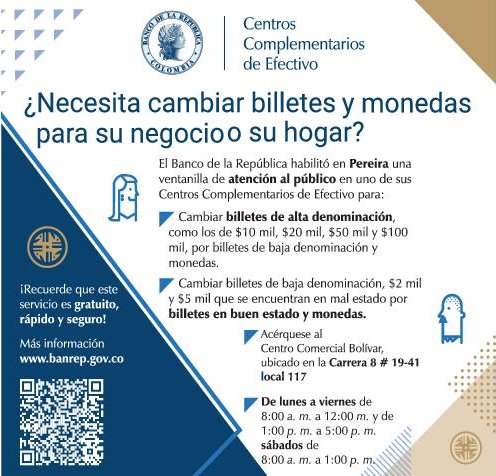 BANCO DE LA REPÚBLICA
COLOMBIA
Centros
Complementarios
de Efectivo
¿Necesita cambiar billetes y monedas
para su negocio o su hogar?
El Banco de la República habilitó en Pereira una
ventanilla de atención al público en uno de sus
Centros Complementarios de Efectivo para:
Cambiar billetes de alta denominación,
como los de $10 mil, $20 mil, $50 mil y $100
mil, por billetes de baja denominación y
monedas.
Cambiar billetes de baja denominación, $2 mil
y $5 mil que se encuentran en mal estado por
billetes en buen estado y monedas.
Acérquese al
Centro Comercial Bolívar,
ubicado en la Carrera 8 # 19-41
local 117
De lunes a viernes de
8:00 a. m. a 12:00 m. y de
1:00 p. m. a 5:00 p. m.
sábados de
8:00 a. m. a 1:00 p. m.
¡Recuerde que este
servicio es gratuito,
rápido y seguro!
Más información
www.banrep.gov.co